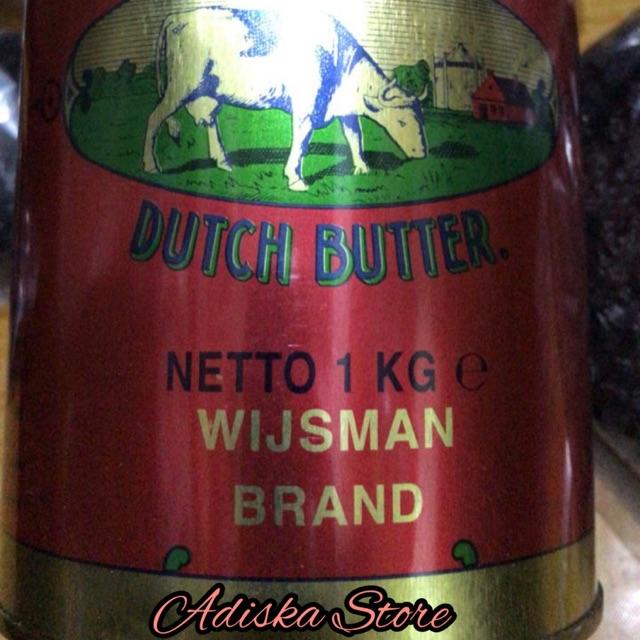 DUTCH BUTTER.
NETTO 1 KG ℮
WIJSMAN
BRAND
Adiska Store